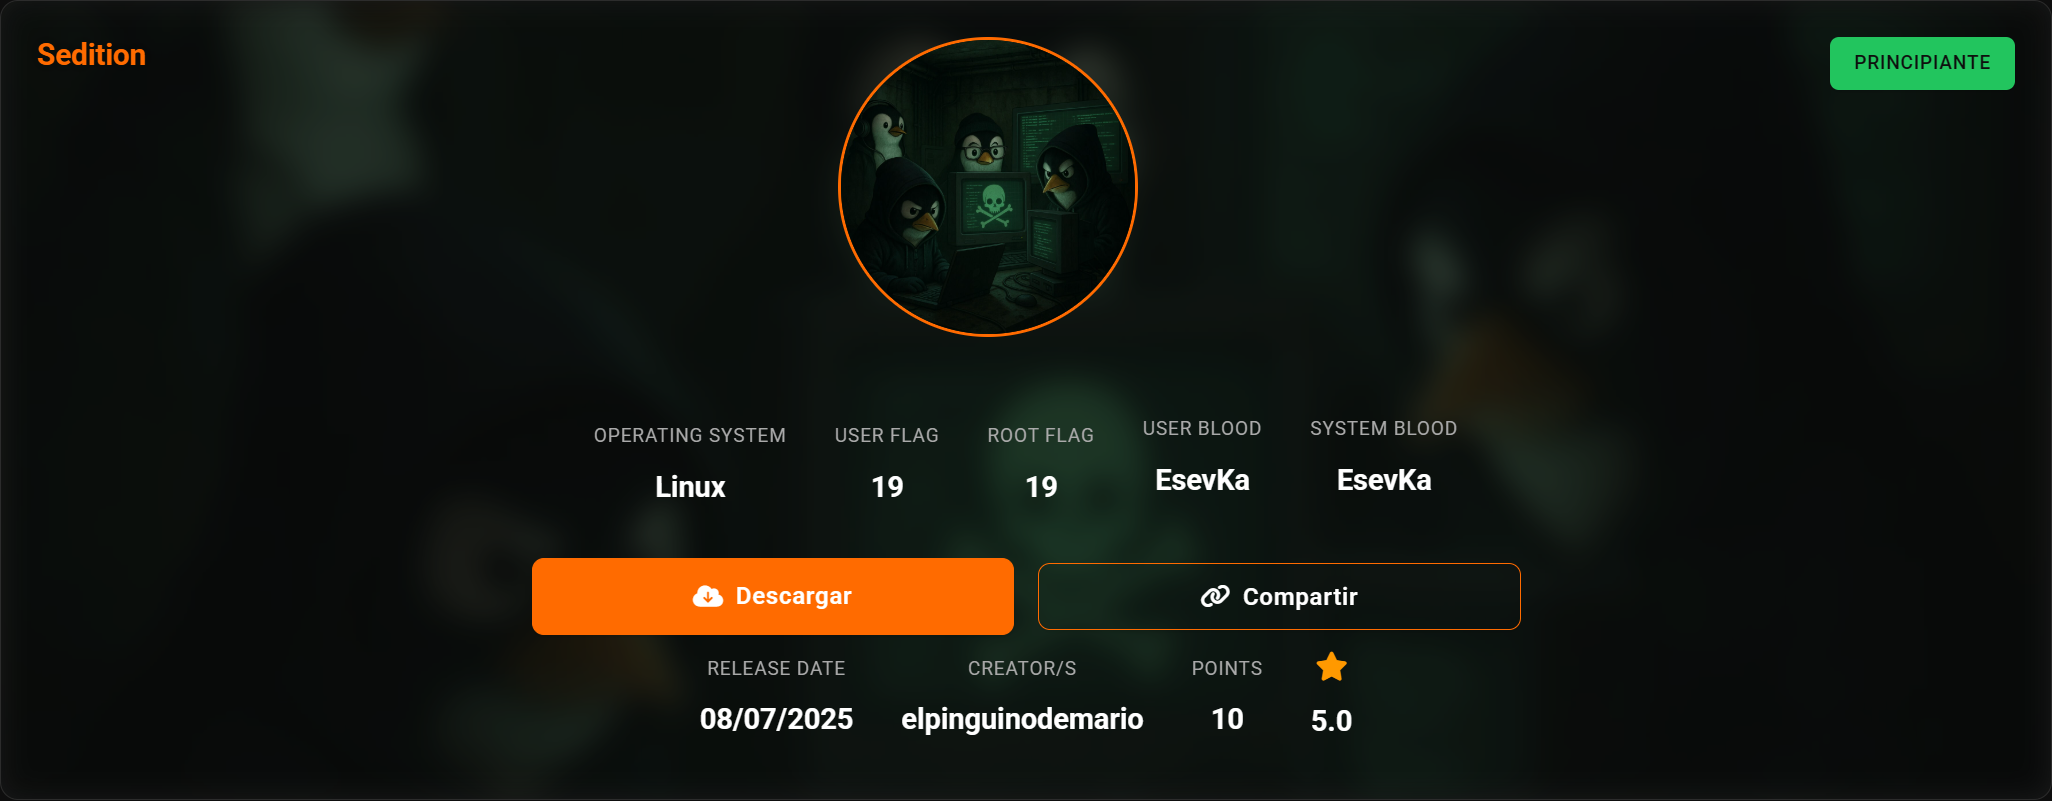 Sedition
PRINCIPIANTE
OPERATING SYSTEM
Linux
USER FLAG
19
ROOT FLAG
19
USER BLOOD
EsevKa
SYSTEM BLOOD
EsevKa
Descargar
Compartir
RELEASE DATE
08/07/2025
CREATOR/S
elpinguinodemario
POINTS
10
5.0